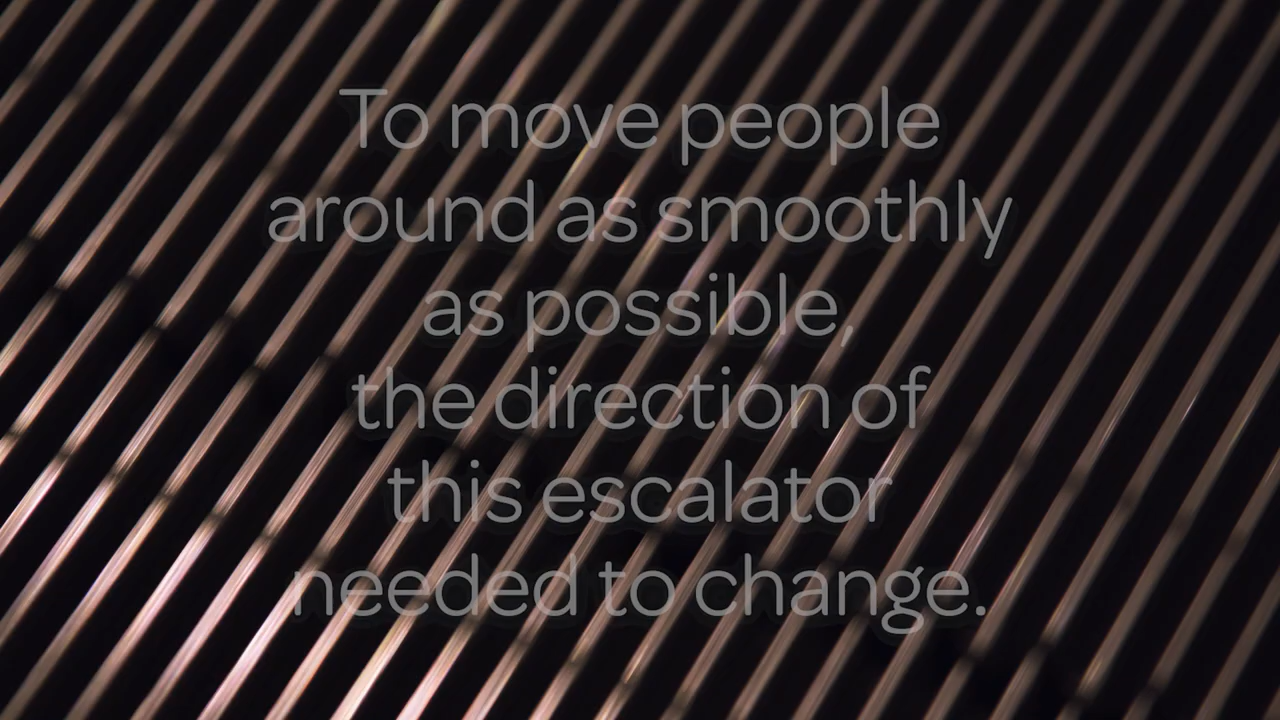 To move people
around as smoothly
as possible,
the direction of
this escalator
needed to change.